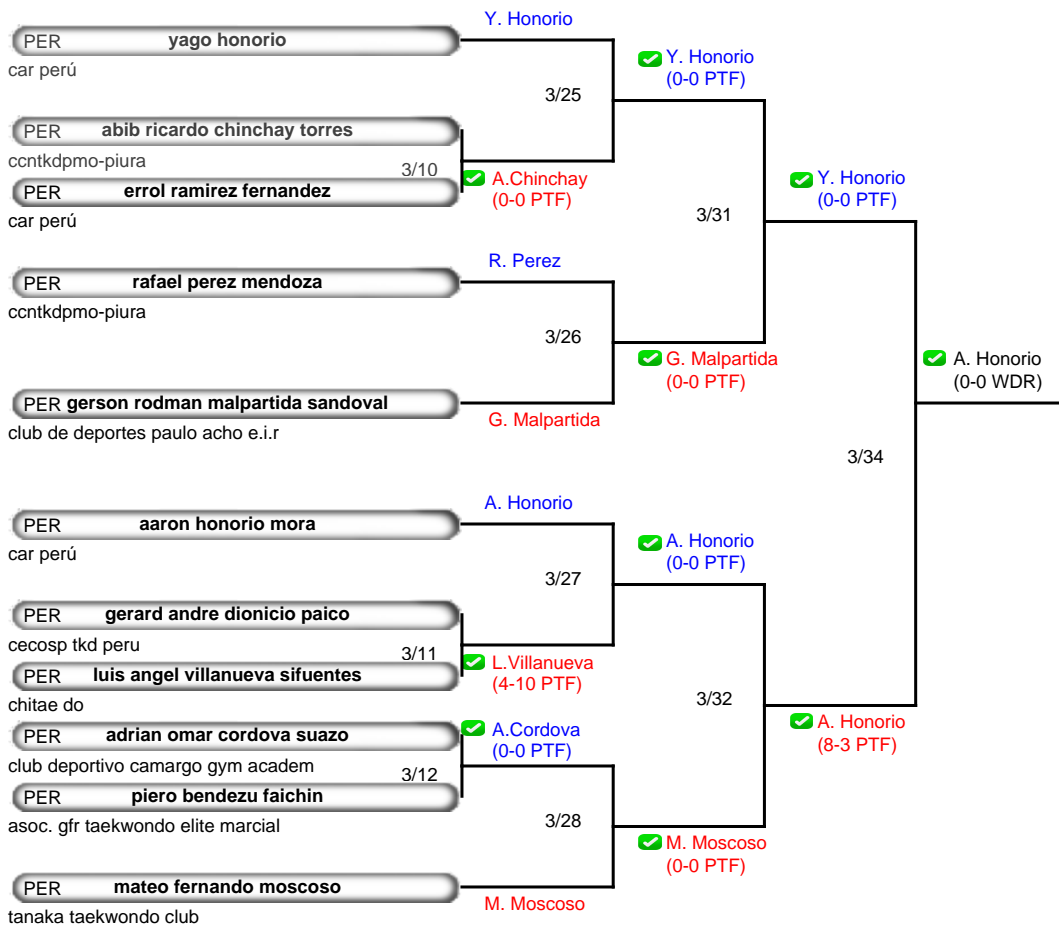 Y. Honorio
PER yago honorio
car perú
Y. Honorio
(0-0 PTF)
3/25
PER abib ricardo chinchay torres
ccntkdpmo-piura
3/10
PER errol ramirez fernandez
car perú
A.Chinchay
(0-0 PTF)
Y. Honorio
(0-0 PTF)
3/31
R. Perez
PER rafael perez mendoza
ccntkdpmo-piura
3/26
G. Malpartida
(0-0 PTF)
A. Honorio
(0-0 WDR)
PER gerson rodman malpartida sandoval
club de deportes paulo acho e.i.r
G. Malpartida
3/34
A. Honorio
PER aaron honorio mora
car perú
A. Honorio
(0-0 PTF)
3/27
PER gerard andre dionicio paico
cecosp tkd peru
3/11
PER luis angel villanueva sifuentes
chitae do
L.Villanueva
(4-10 PTF)
3/32
PER adrian omar cordova suazo
club deportivo camargo gym academ
A.Cordova
(0-0 PTF)
A. Honorio
(8-3 PTF)
3/12
PER piero bendezu faichin
asoc. gfr taekwondo elite marcial
3/28
M. Moscoso
(0-0 PTF)
PER mateo fernando moscoso
tanaka taekwondo club
M. Moscoso